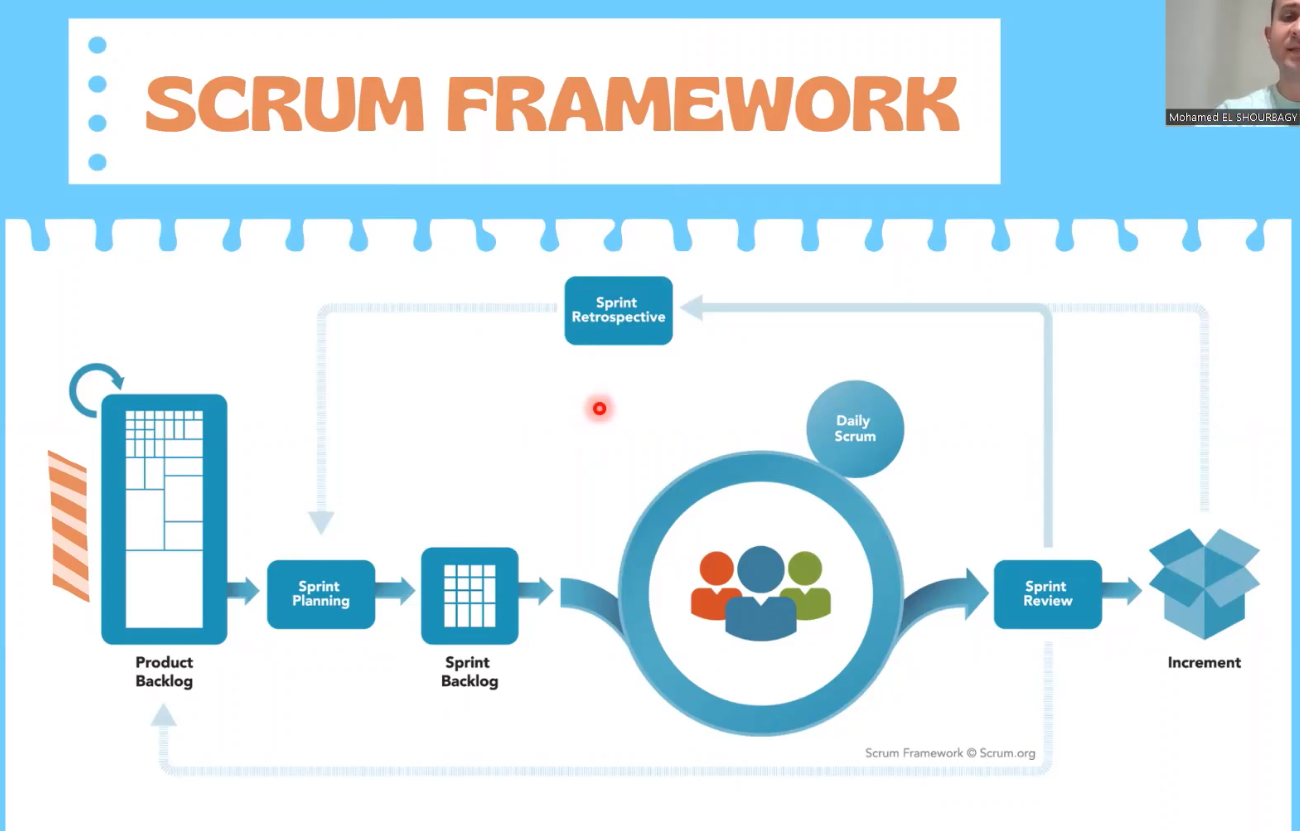 SCRUM FRAMEWORK
Mohamed EL SHOURBAGY
Sprint
Retrospective
Daily
Scrum
Sprint
Planning
Sprint
Review
Product
Backlog
Sprint
Backlog
Increment
Scrum Framework © Scrum.org